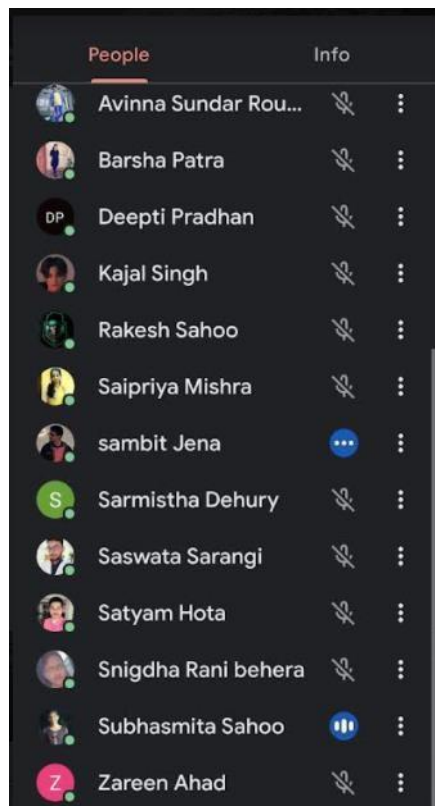 People Info
Avinna Sundar Rou...
Barsha Patra
DP Deepti Pradhan
Kajal Singh
Rakesh Sahoo
Saipriya Mishra
sambit Jena
S Sarmistha Dehury
Saswata Sarangi
Satyam Hota
Snigdha Rani behera
Subhasmita Sahoo
Z Zareen Ahad